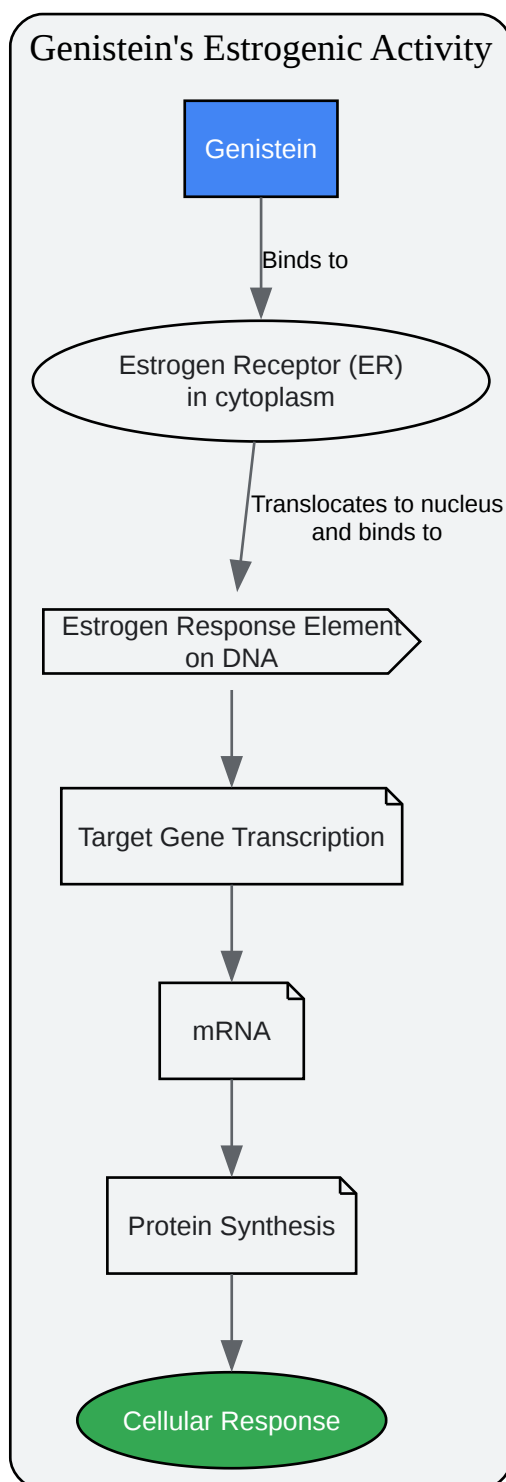 Genistein's Estrogenic Activity
Genistein
Binds to
Estrogen Receptor (ER)
in cytoplasm
Translocates to nucleus
and binds to
Estrogen Response Element
on DNA
Target Gene Transcription
mRNA
Protein Synthesis
Cellular Response